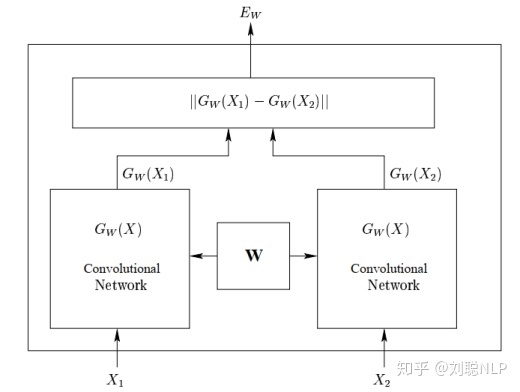 E_W
||G_W(X_1) − G_W(X_2)||
G_W(X_1)
G_W(X_2)
G_W(X)
Convolutional
Network
W
G_W(X)
Convolutional
Network
X_1
X_2
知乎 @刘聪NLP